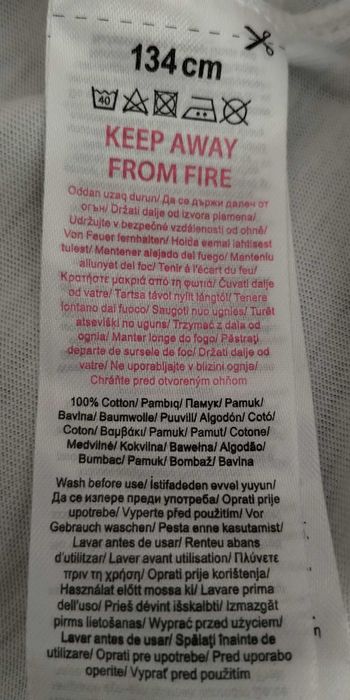 134 cm
40
KEEP AWAY
FROM FIRE
Oddan uzaq durun/ Да се държи далеч от
огън/ Držati dalje od izvora plamena/
Udržujte v bezpečné vzdálenosti od ohně/
Von Feuer fernhalten/ Hoida eemal lahtisest
tulest/ Mantener alejado del fuego/ Manteniu
allunyat del foc/ Tenir à l'écart du feu/
Κρατήστε μακριά από τη φωτιά/ Čuvati dalje
od vatre/ Tartsa távol nyílt lángtól/ Tenere
lontano dal fuoco/ Saugoti nuo ugnies/ Turēt
atsevišķi no uguns/ Trzymać z dala od
ognia/ Manter longe do fogo/ Păstrați
departe de sursele de foc/ Držati dalje od
vatre/ Ne uporabljajte v bližini ognja/
Chráňte pred otvoreným ohňom
100% Cotton/ Pambıq/ Памук/ Pamuk/
Bavlna/ Baumwolle/ Puuvill/ Algodón/ Cotó/
Coton/ Βαμβάκι/ Pamuk/ Pamut/ Cotone/
Medvilnė/ Kokvilna/ Bawełna/ Algodão/
Bumbac/ Pamuk/ Bombaž/ Bavlna
Wash before use/ İstifadədən əvvəl yuyun/
Да се изпере преди употреба/ Oprati prije
upotrebe/ Vyperte před použitím/ Vor
Gebrauch waschen/ Pesta enne kasutamist/
Lavar antes de usar/ Renteu abans
d'utilitzar/ Laver avant utilisation/ Πλύνετε
πριν τη χρήση/ Oprati prije korištenja/
Használat előtt mossa ki/ Lavare prima
dell'uso/ Prieš dėvint išskalbti/ Izmazgāt
pirms lietošanas/ Wyprać przed użyciem/
Lavar antes de usar/ Spălați înainte de
utilizare/ Oprati pre upotrebe/ Pred uporabo
operite/ Vyprať pred použitím